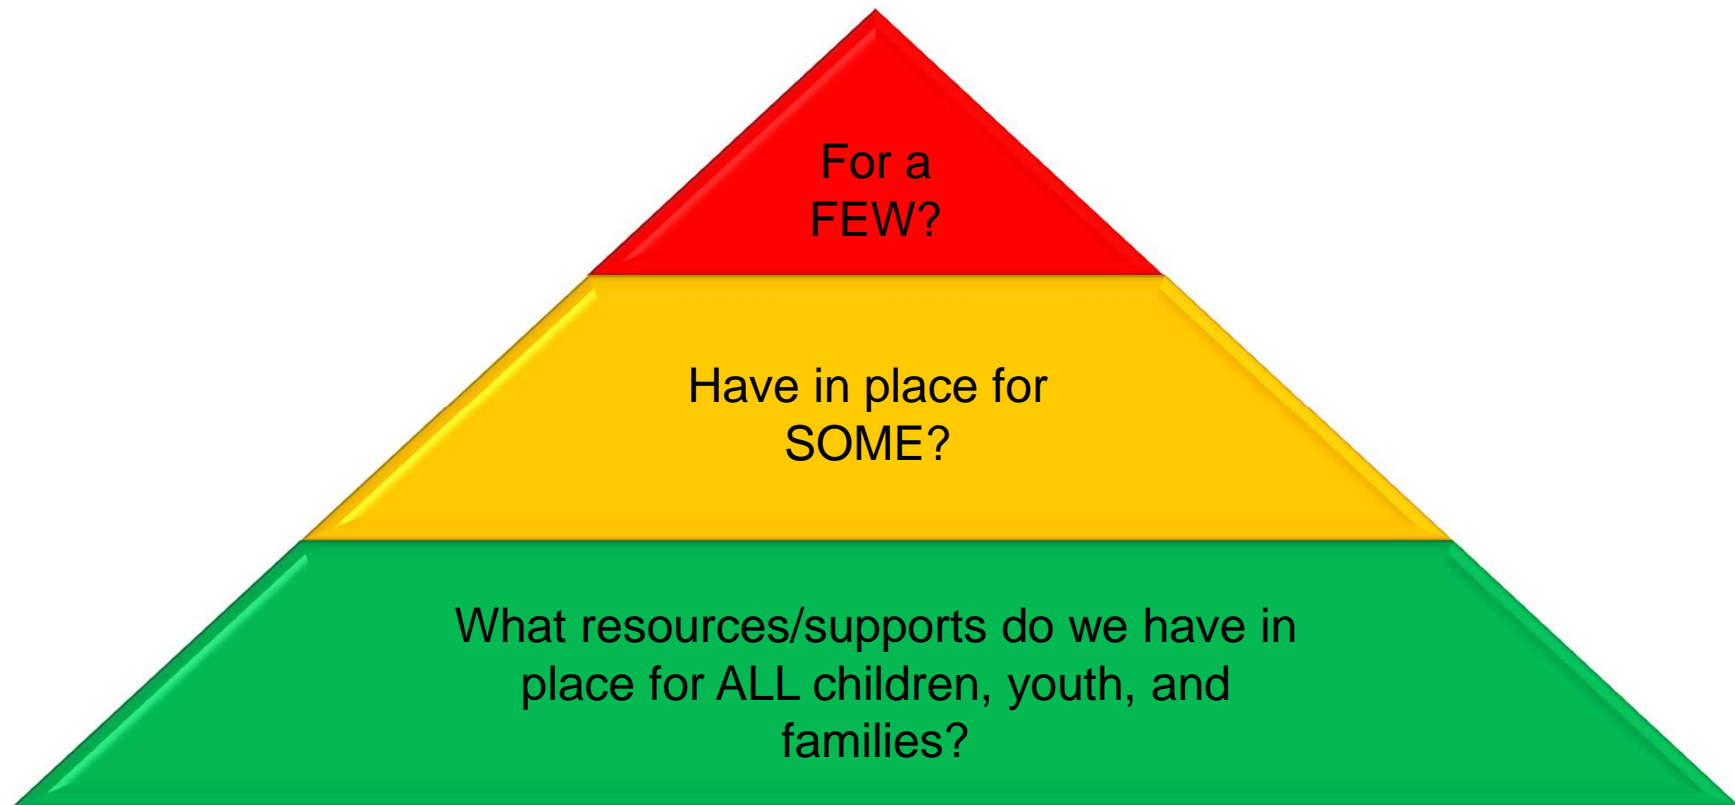 For a
FEW?
Have in place for
SOME?
What resources/supports do we have in
place for ALL children, youth, and
families?